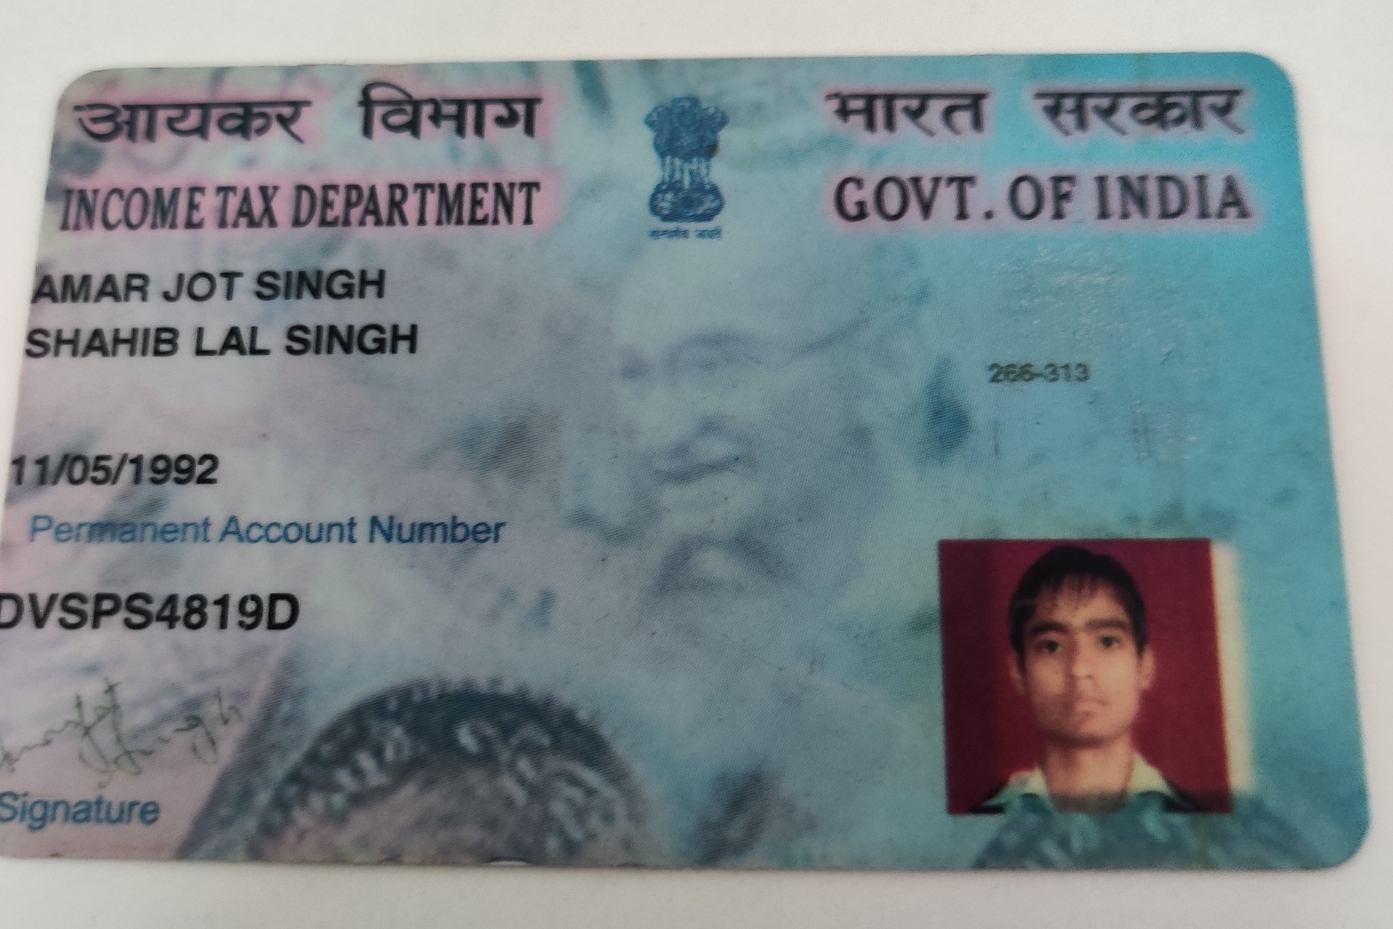 आयकर विभाग
INCOME TAX DEPARTMENT
भारत सरकार
GOVT. OF INDIA
सत्यमेव जयते
AMAR JOT SINGH
SHAHIB LAL SINGH
266-313
11/05/1992
Permanent Account Number
DVSPS4819D
Singh
Signature